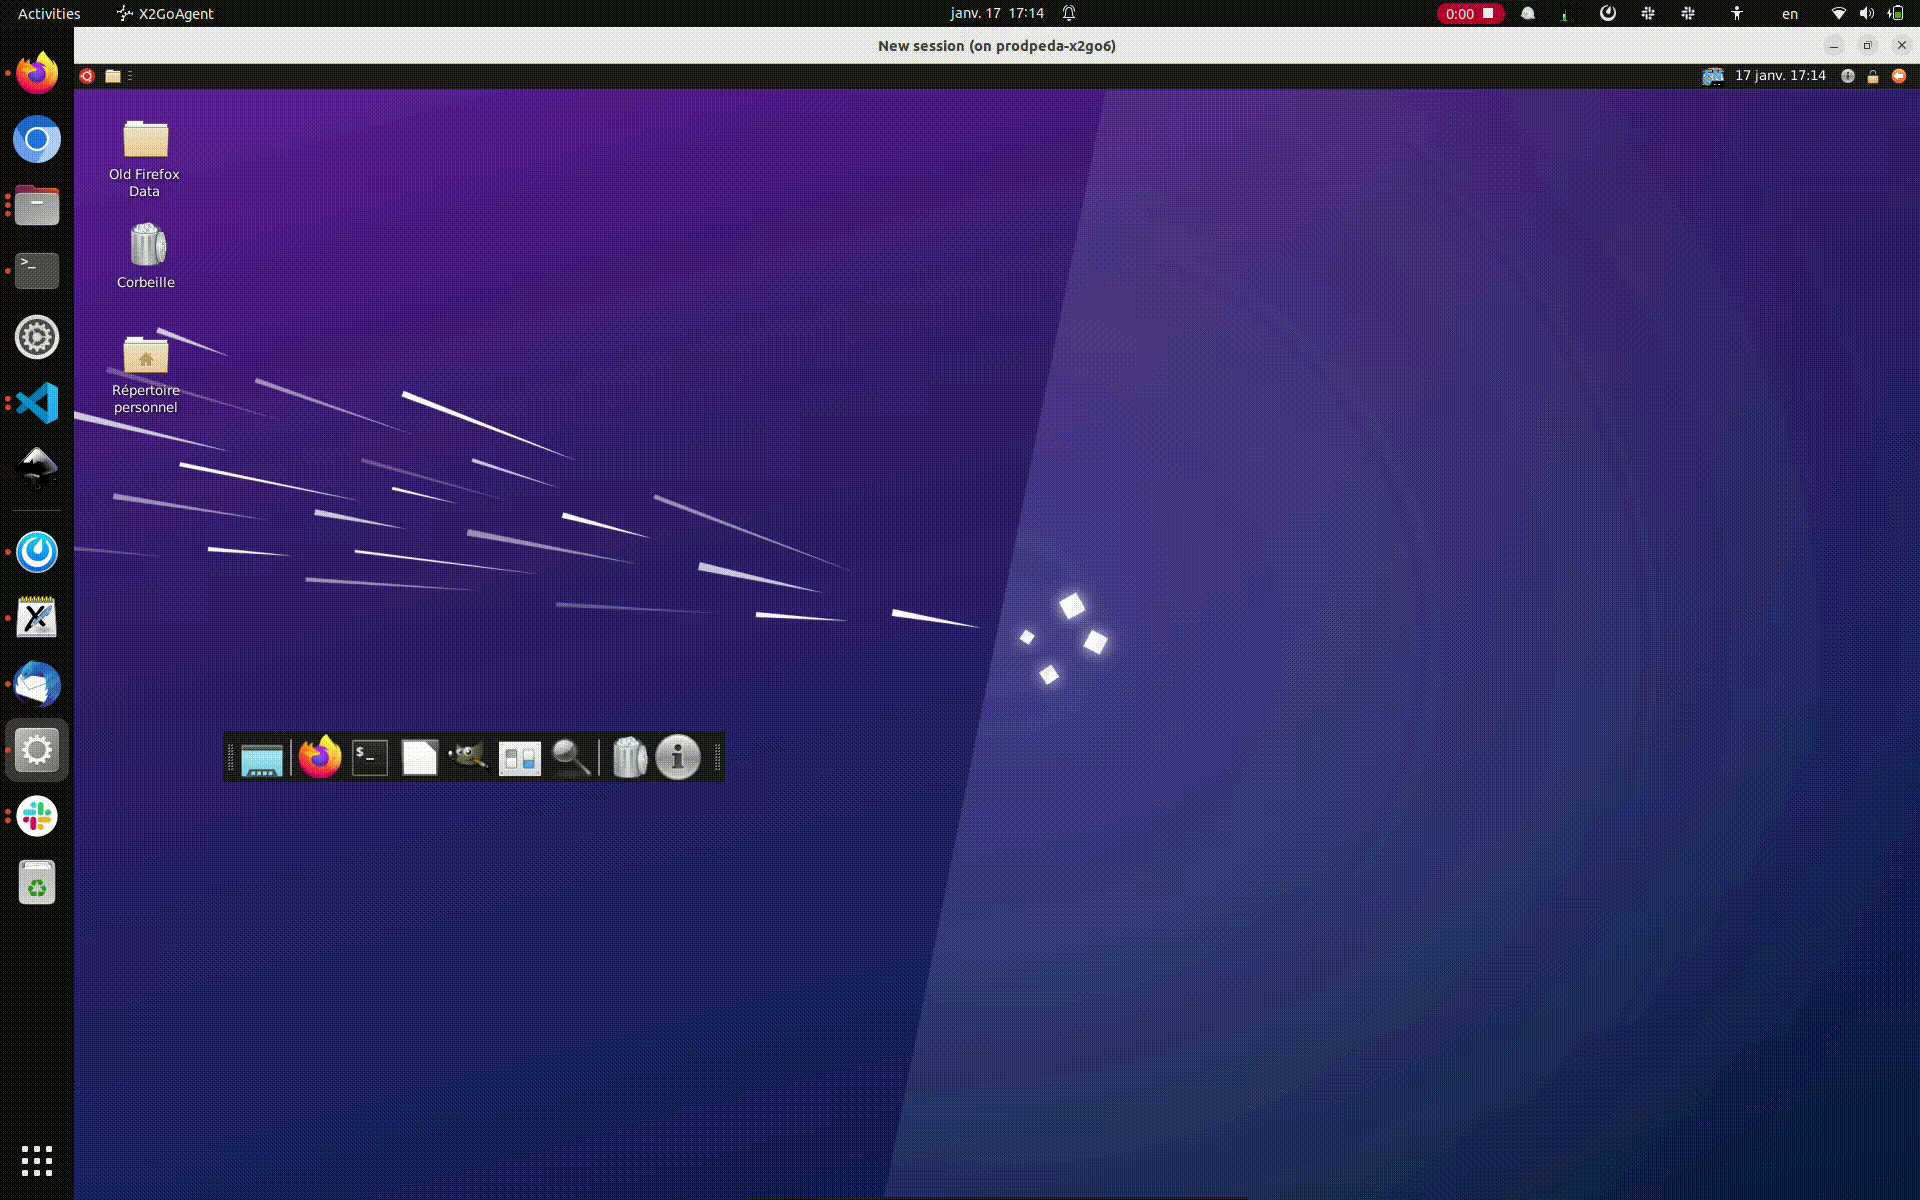 Activities
X2GoAgent
janv. 17 17:14
0:00
en
New session (on prodpeda-x2go6)
17 janv. 17:14
Old Firefox
Data
Corbeille
Répertoire
personnel